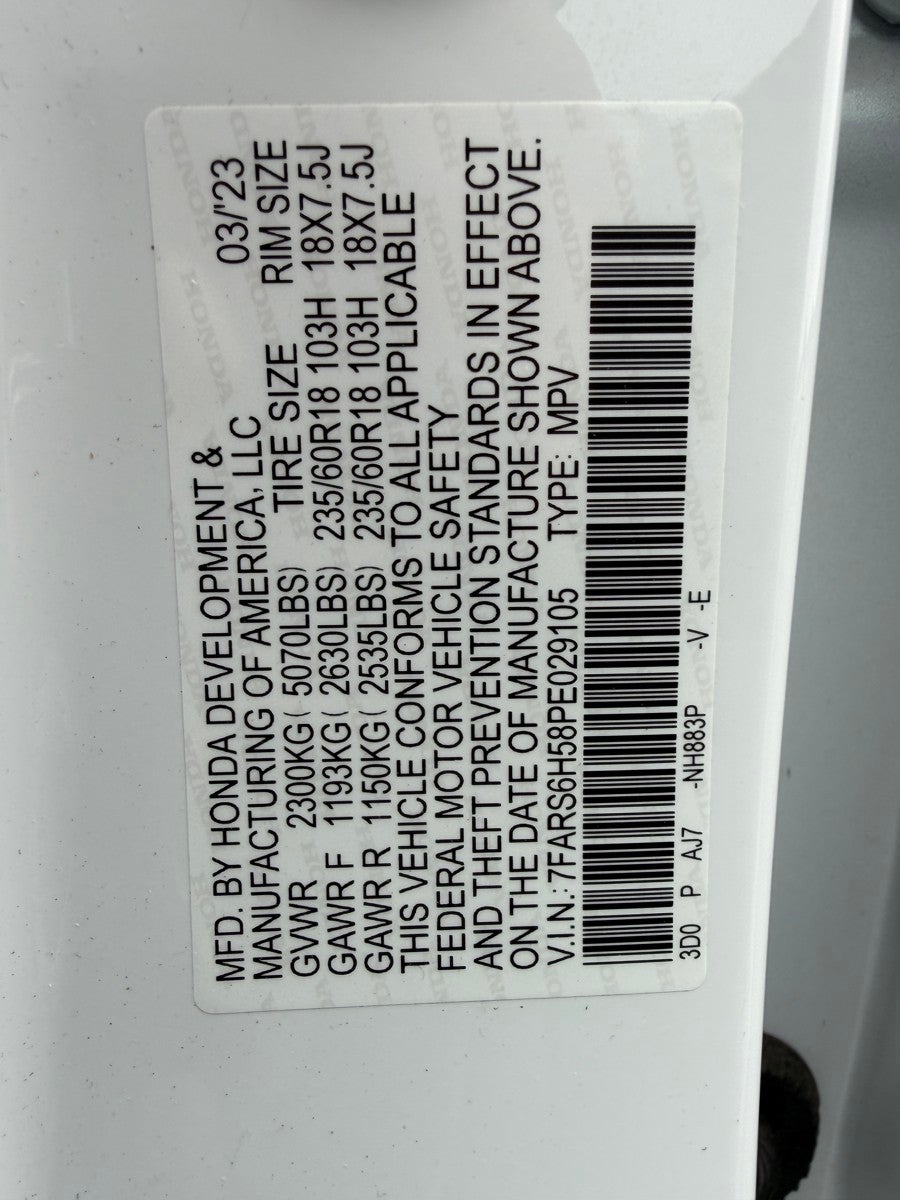 MFD. BY HONDA DEVELOPMENT &
MANUFACTURING OF AMERICA, LLC 03/'23
GVWR 2300KG( 5070LBS) TIRE SIZE RIM SIZE
GAWR F 1193KG( 2630LBS) 235/60R18 103H 18X7.5J
GAWR R 1150KG( 2535LBS) 235/60R18 103H 18X7.5J
THIS VEHICLE CONFORMS TO ALL APPLICABLE
FEDERAL MOTOR VEHICLE SAFETY
AND THEFT PREVENTION STANDARDS IN EFFECT
ON THE DATE OF MANUFACTURE SHOWN ABOVE.
V.I.N.: 7FARS6H58PE029105 TYPE: MPV
3D0 P AJ7 -NH883P -V -E